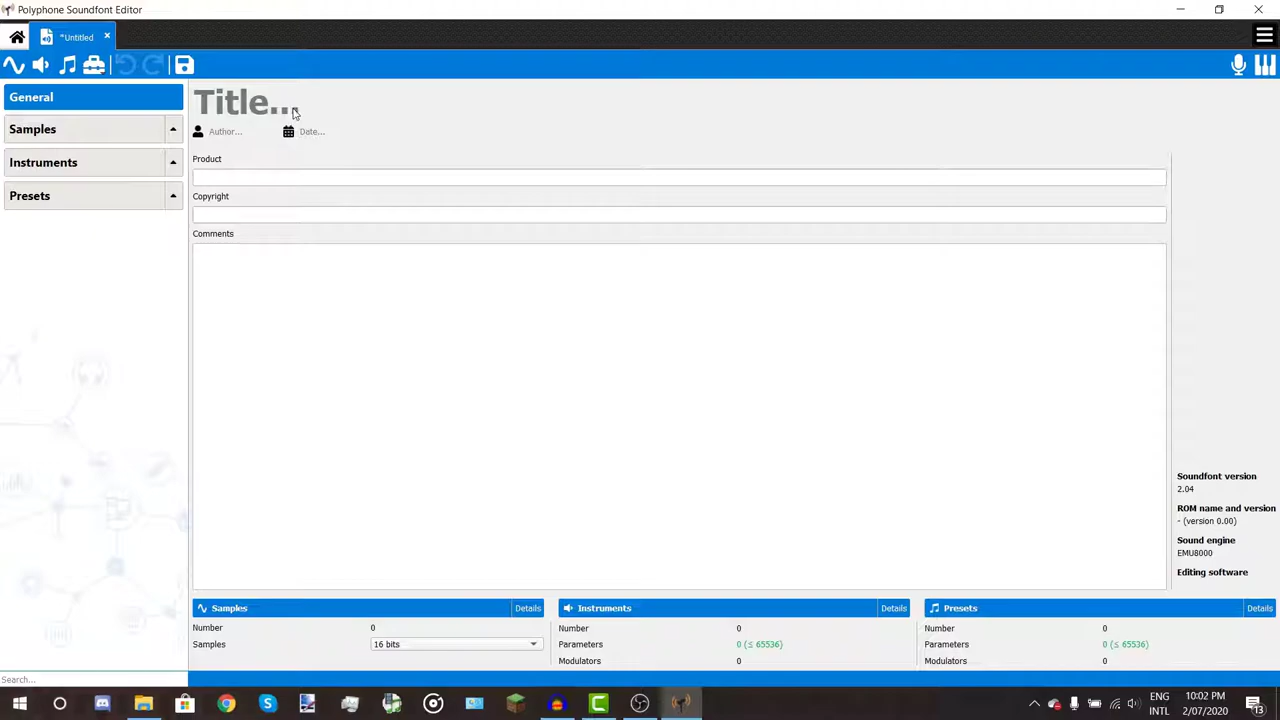 Polyphone Soundfont Editor
*Untitled
General
Title...
Samples
Author...
Date...
Product
Instruments
Copyright
Presets
Comments
Soundfont version
2.04
ROM name and version
- (version 0.00)
Sound engine
EMU8000
Editing software
Samples
Details
Number
0
Samples
16 bits
Instruments
Details
Number
0
Parameters
0 (≤ 65536)
Modulators
0
Presets
Details
Number
0
Parameters
0 (≤ 65536)
Modulators
0
Search...
ENG
INTL
10:02 PM
2/07/2020
13